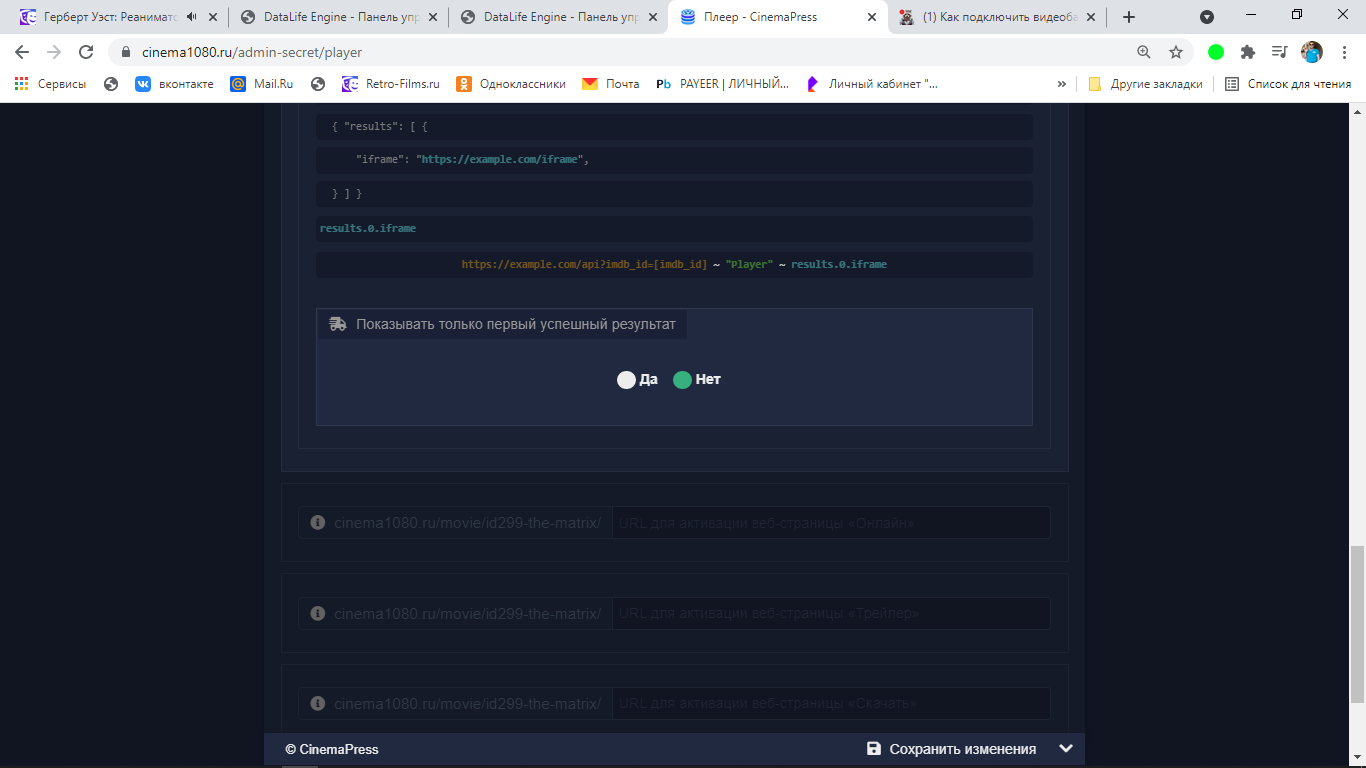 Герберт Уэст: Реанимато
DataLife Engine - Панель упр
DataLife Engine - Панель упр
Плеер - CinemaPress
(1) Как подключить видеоба
cinema1080.ru/admin-secret/player
Сервисы
вконтакте
Mail.Ru
Retro-Films.ru
Одноклассники
Почта
Pb PAYEER | ЛИЧНЫЙ...
Личный кабинет "...
»
Другие закладки
Список для чтения
{ "results": [ {
"iframe": "https://example.com/iframe",
} ] }
results.0.iframe
https://example.com/api?imdb_id=[imdb_id] ~ "Player" ~ results.0.iframe
Показывать только первый успешный результат
Да Нет
cinema1080.ru/movie/id299-the-matrix/ URL для активации веб-страницы «Онлайн»
cinema1080.ru/movie/id299-the-matrix/ URL для активации веб-страницы «Трейлер»
cinema1080.ru/movie/id299-the-matrix/ URL для активации веб-страницы «Скачать»
© CinemaPress
Сохранить изменения